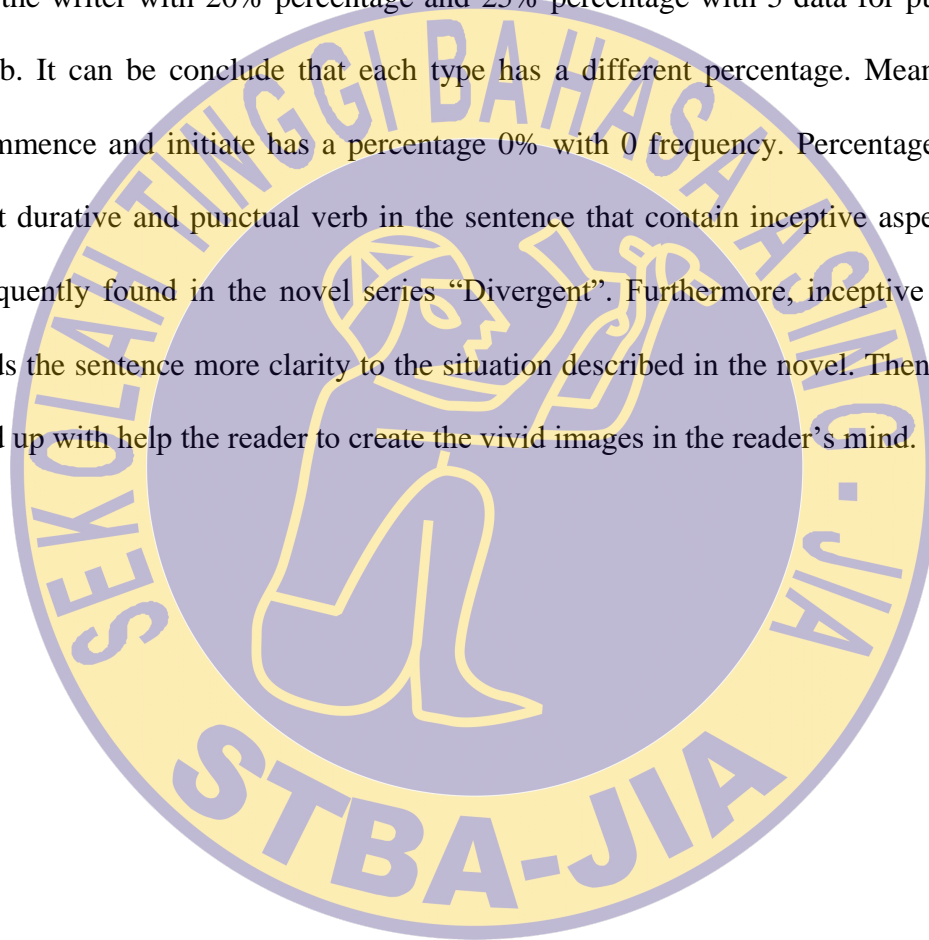 the writer with 20% percentage and 25% percentage with 5 data for
b. It can be conclude that each type has a different percentage. Mean
mmence and initiate has a percentage 0% with 0 frequency. Percentage
t durative and punctual verb in the sentence that contain inceptive aspe
quently found in the novel series “Divergent”. Furthermore, inceptive
ds the sentence more clarity to the situation described in the novel. Then
d up with help the reader to create the vivid images in the reader’s mind.
SEKOLAH TINGGI BAHASA ASING - JIA
STBA-JIA